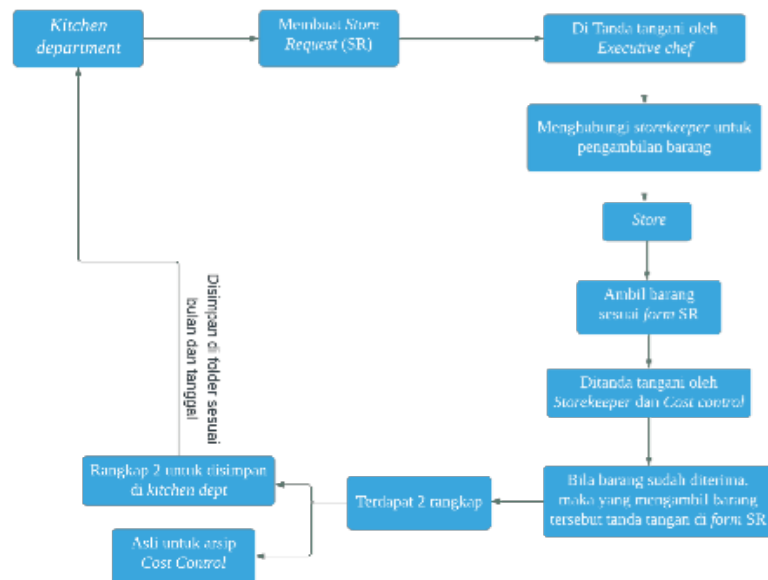 Kitchen
department
Membuat Store
Request (SR)
Di Tanda tangani oleh
Executive chef
Menghubungi storekeeper untuk
pengambilan barang
Store
Ambil barang
sesuai form SR
Ditanda tangani oleh
Storekeeper dan Cost control
Bila barang sudah diterima,
maka yang mengambil barang
tersebut tanda tangan di form SR
Terdapat 2 rangkap
Rangkap 2 untuk disimpan
di kitchen dept
Asli untuk arsip
Cost Control
Disimpan di folder sesuai
bulan dan tanggal